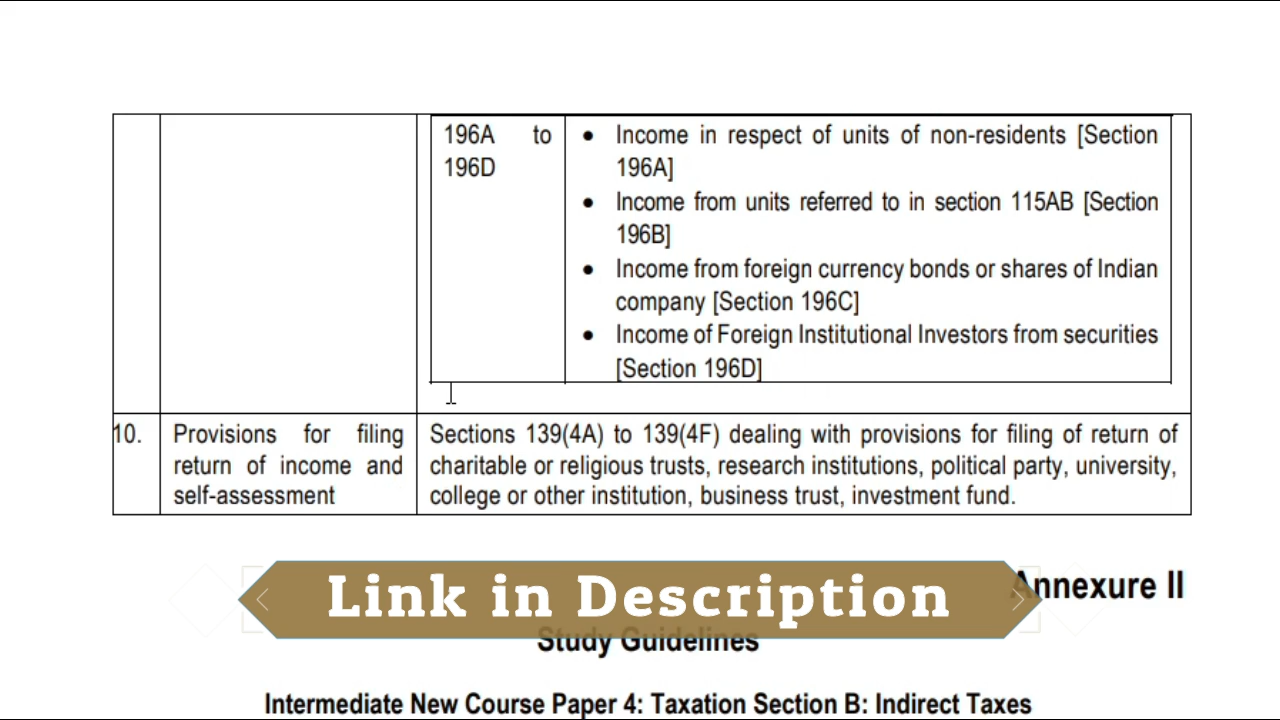 196A to
196D
• Income in respect of units of non-residents [Section
196A]
• Income from units referred to in section 115AB [Section
196B]
• Income from foreign currency bonds or shares of Indian
company [Section 196C]
• Income of Foreign Institutional Investors from securities
[Section 196D]
10.
Provisions for filing
return of income and
self-assessment
Sections 139(4A) to 139(4F) dealing with provisions for filing of return of
charitable or religious trusts, research institutions, political party, university,
college or other institution, business trust, investment fund.
Annexure II
Link in Description
Study Guidelines
Intermediate New Course Paper 4: Taxation Section B: Indirect Taxes